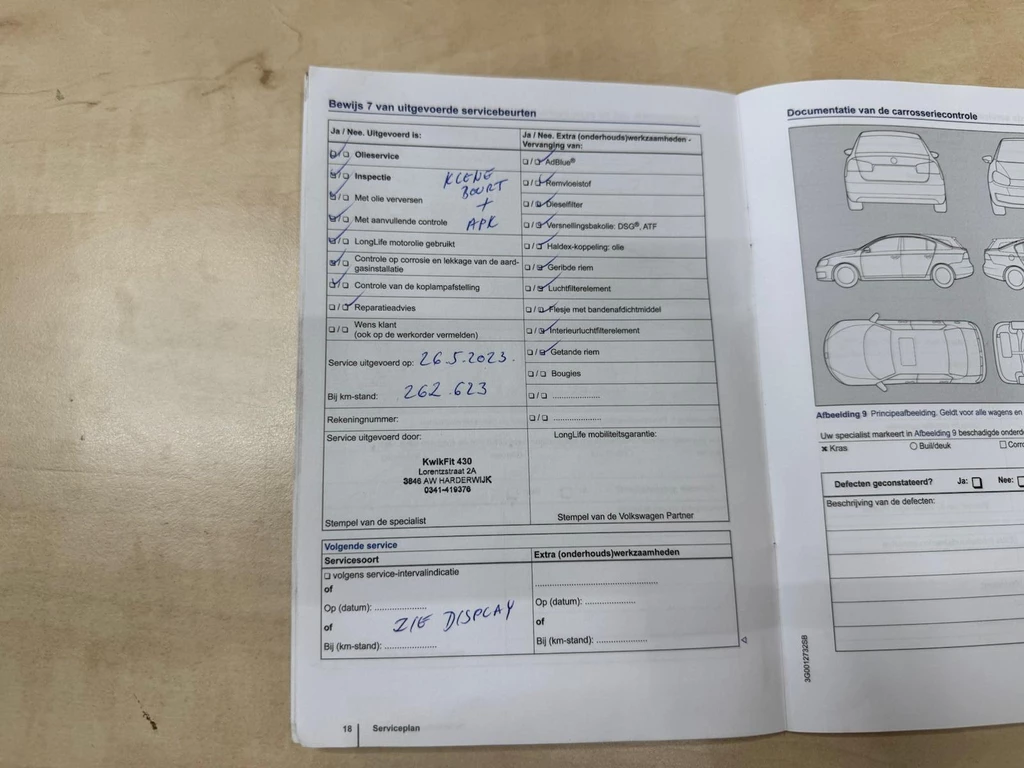 Bewijs 7 van uitgevoerde servicebeurten
Ja / Nee. Uitgevoerd is:
Olieservice
Inspectie
Met olie verversen
Met aanvullende controle
KLENE
BOURT
+
APK
LongLife motorolie gebruikt
Controle op corrosie en lekkage van de aard-
gasinstallatie
Controle van de koplampafstelling
Reparatieadvies
Wens klant
(ook op de werkorder vermelden)
Service uitgevoerd op: 26.5.2023.
Bij km-stand: 262.623
Rekeningnummer:
Service uitgevoerd door:
KwikFit 430
Lorentzstraat 2A
3846 AW HARDERWIJK
0341-419376
Stempel van de specialist
Ja / Nee. Extra (onderhouds)werkzaamheden -
Vervanging van:
AdBlue®
Remvloeistof
Dieselfilter
Versnellingsbakolie: DSG®, ATF
Haldex-koppeling: olie
Geribde riem
Luchtfilterelement
Flesje met bandenafdichtmiddel
Interieurluchtfilterelement
Getande riem
Bougies
LongLife mobiliteitsgarantie:
Stempel van de Volkswagen Partner
Volgende service
Servicesoort
volgens service-intervalindicatie
of
Op (datum): ....................
of
Bij (km-stand): ....................
ZIE DISPLAY
Extra (onderhouds)werkzaamheden
Op (datum): ....................
of
Bij (km-stand): ....................
18 Serviceplan
Documentatie van de carrosseriecontrole
Afbeelding 9 Principeafbeelding. Geldt voor alle wagens en
Uw specialist markeert in Afbeelding 9 beschadigde
Kras Buil/deuk
Defecten geconstateerd? Ja: Nee:
Beschrijving van de defecten:
3G0012732SB